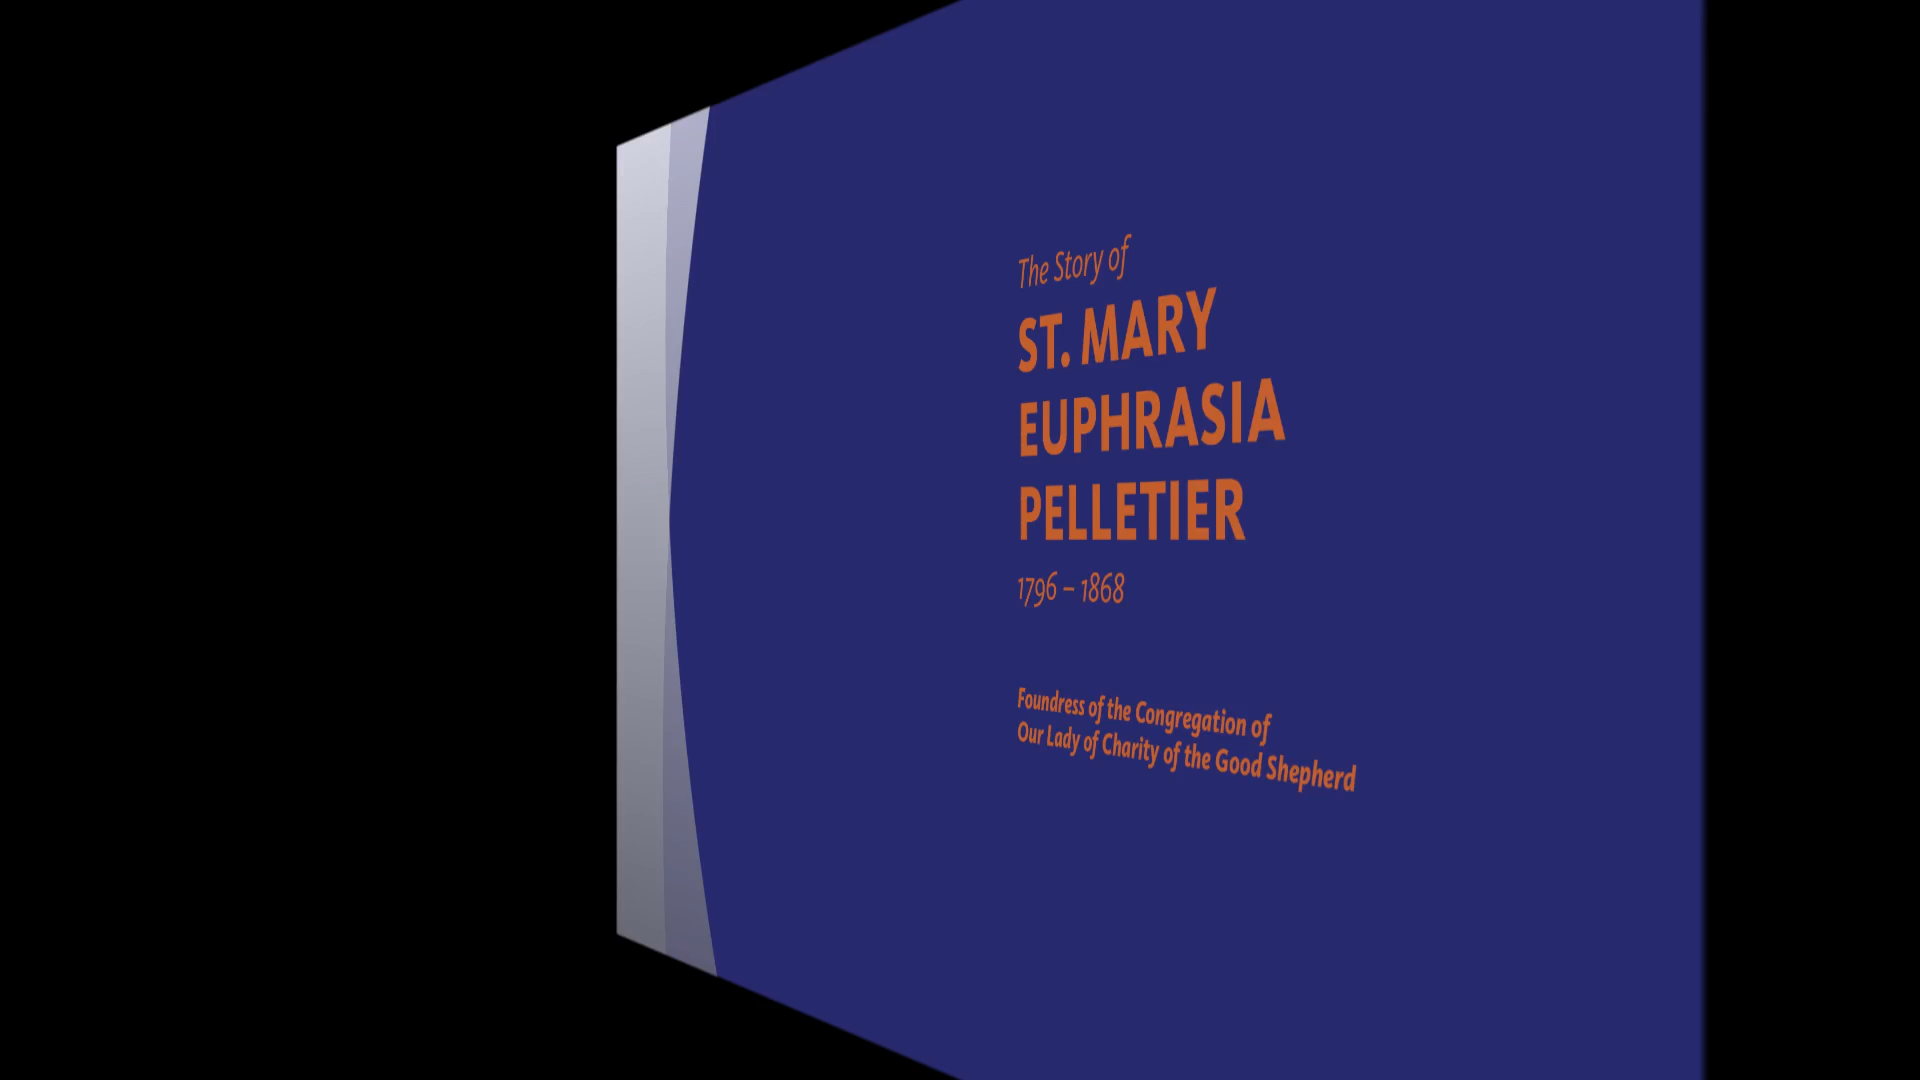 The Story of
ST. MARY
EUPHRASIA
PELLETIER
1796 – 1868
Foundress of the Congregation of
Our Lady of Charity of the Good Shepherd